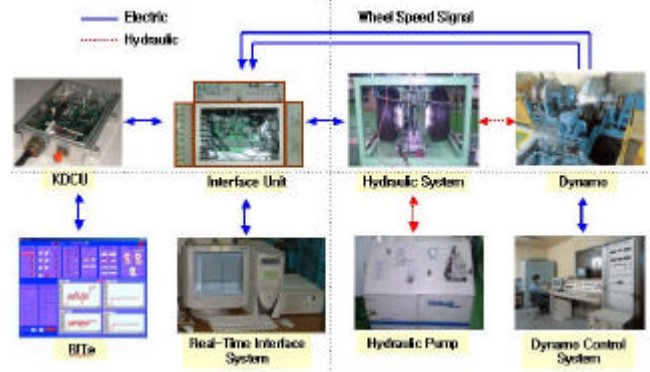 Electric
Hydraulic
Wheel Speed Signal
KDCU
Interface Unit
Hydraulic System
Dynamo
BITe
Real-Time Interface
System
Hydraulic Pump
Dynamo Control
System